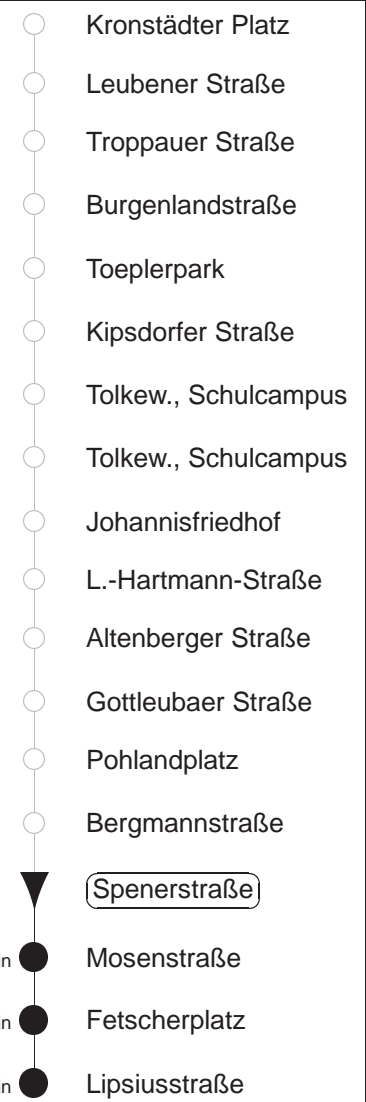 Kronstädter Platz
Leubener Straße
Troppauer Straße
Burgenlandstraße
Toeplerpark
Kipsdorfer Straße
Tolkew., Schulcampus
Tolkew., Schulcampus
Johannisfriedhof
L.-Hartmann-Straße
Altenberger Straße
Gottleubaer Straße
Pohlandplatz
Bergmannstraße
Spenerstraße
Mosenstraße
Fetscherplatz
Lipsiusstraße